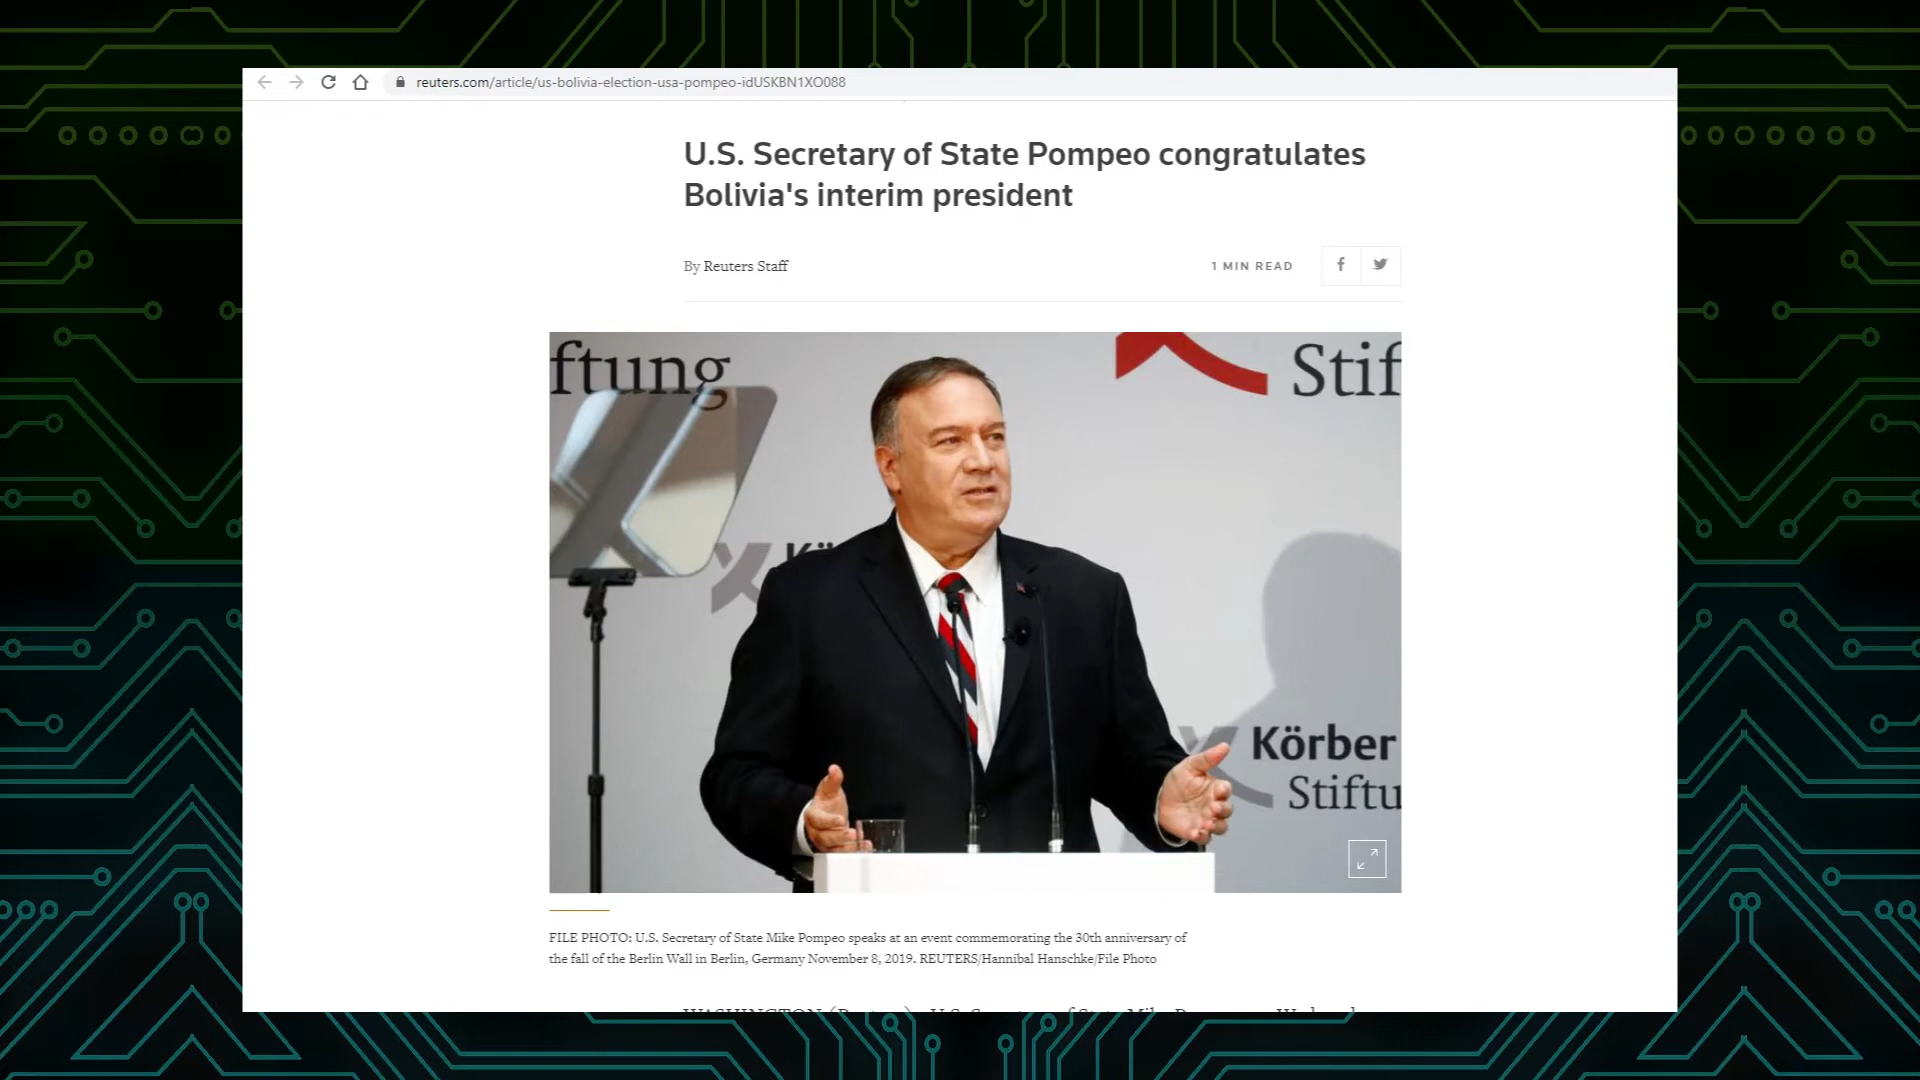 reuters.com/article/us-bolivia-election-usa-pompeo-idUSKBN1XO088
U.S. Secretary of State Pompeo congratulates
Bolivia's interim president
By Reuters Staff
1 MIN READ
ftung
Stif
Kö
Körber
Stiftu
FILE PHOTO: U.S. Secretary of State Mike Pompeo speaks at an event commemorating the 30th anniversary of
the fall of the Berlin Wall in Berlin, Germany November 8, 2019. REUTERS/Hannibal Hanschke/File Photo